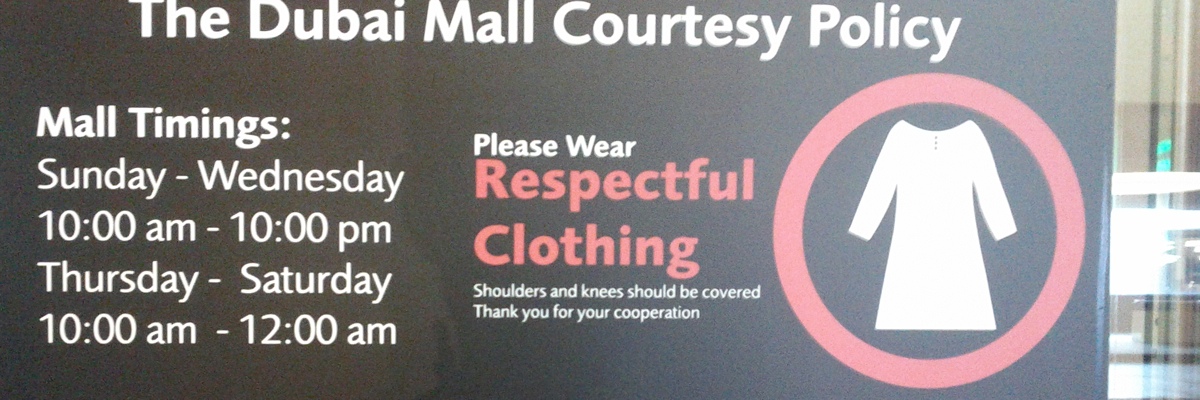 The Dubai Mall Courtesy Policy
Mall Timings:
Sunday - Wednesday
10:00 am - 10:00 pm
Thursday - Saturday
10:00 am - 12:00 am
Please Wear
Respectful
Clothing
Shoulders and knees should be covered
Thank you for your cooperation